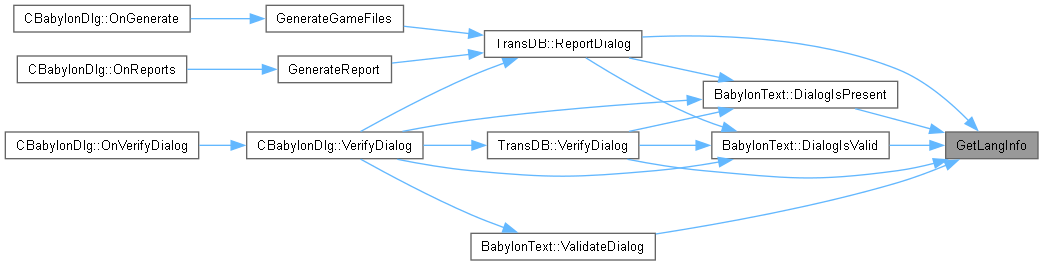 CBabylonDlg::OnGenerate
GenerateGameFiles
TransDB::ReportDialog
CBabylonDlg::OnReports
GenerateReport
BabylonText::DialogIsPresent
CBabylonDlg::OnVerifyDialog
CBabylonDlg::VerifyDialog
TransDB::VerifyDialog
BabylonText::DialogIsValid
GetLangInfo
BabylonText::ValidateDialog